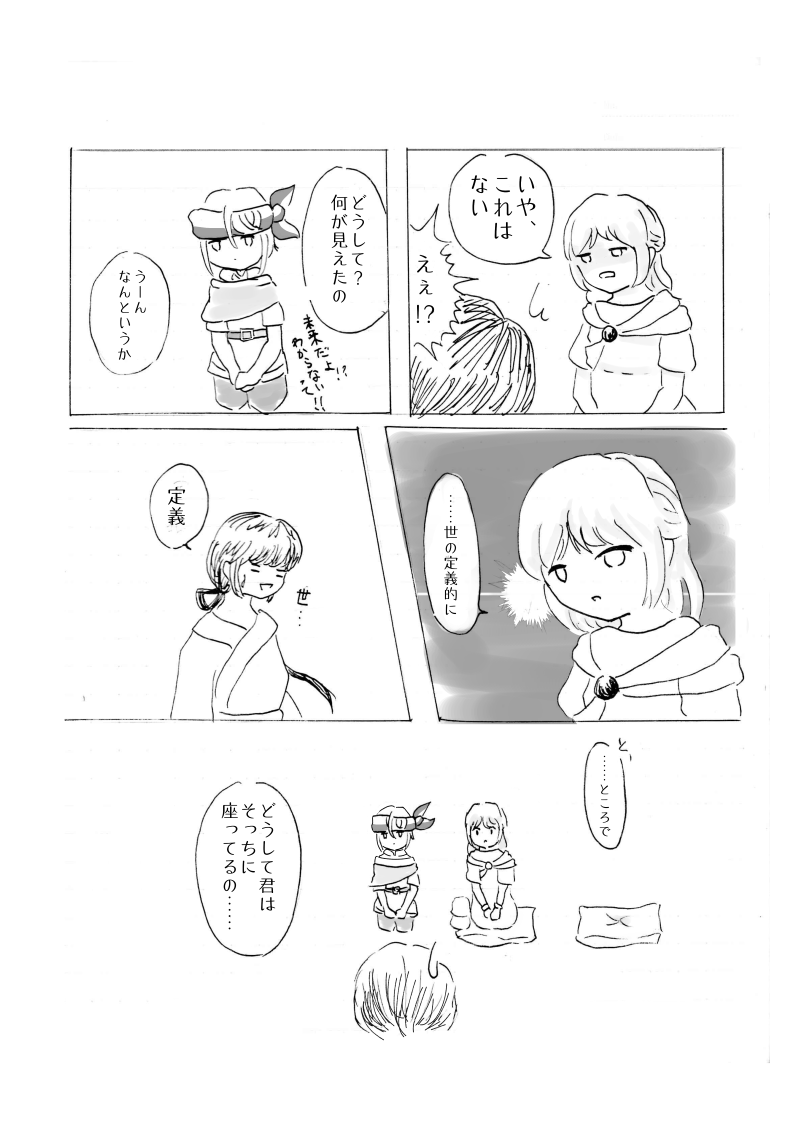 いや、
これは
ない
ええ!?
どうして?
何が見えたの
未来だよ!?
わからないって!!
うーん
なんというか
……世の定義的に
世…
定義
と、
……ところで
どうして君は
そっちに
座ってるの……